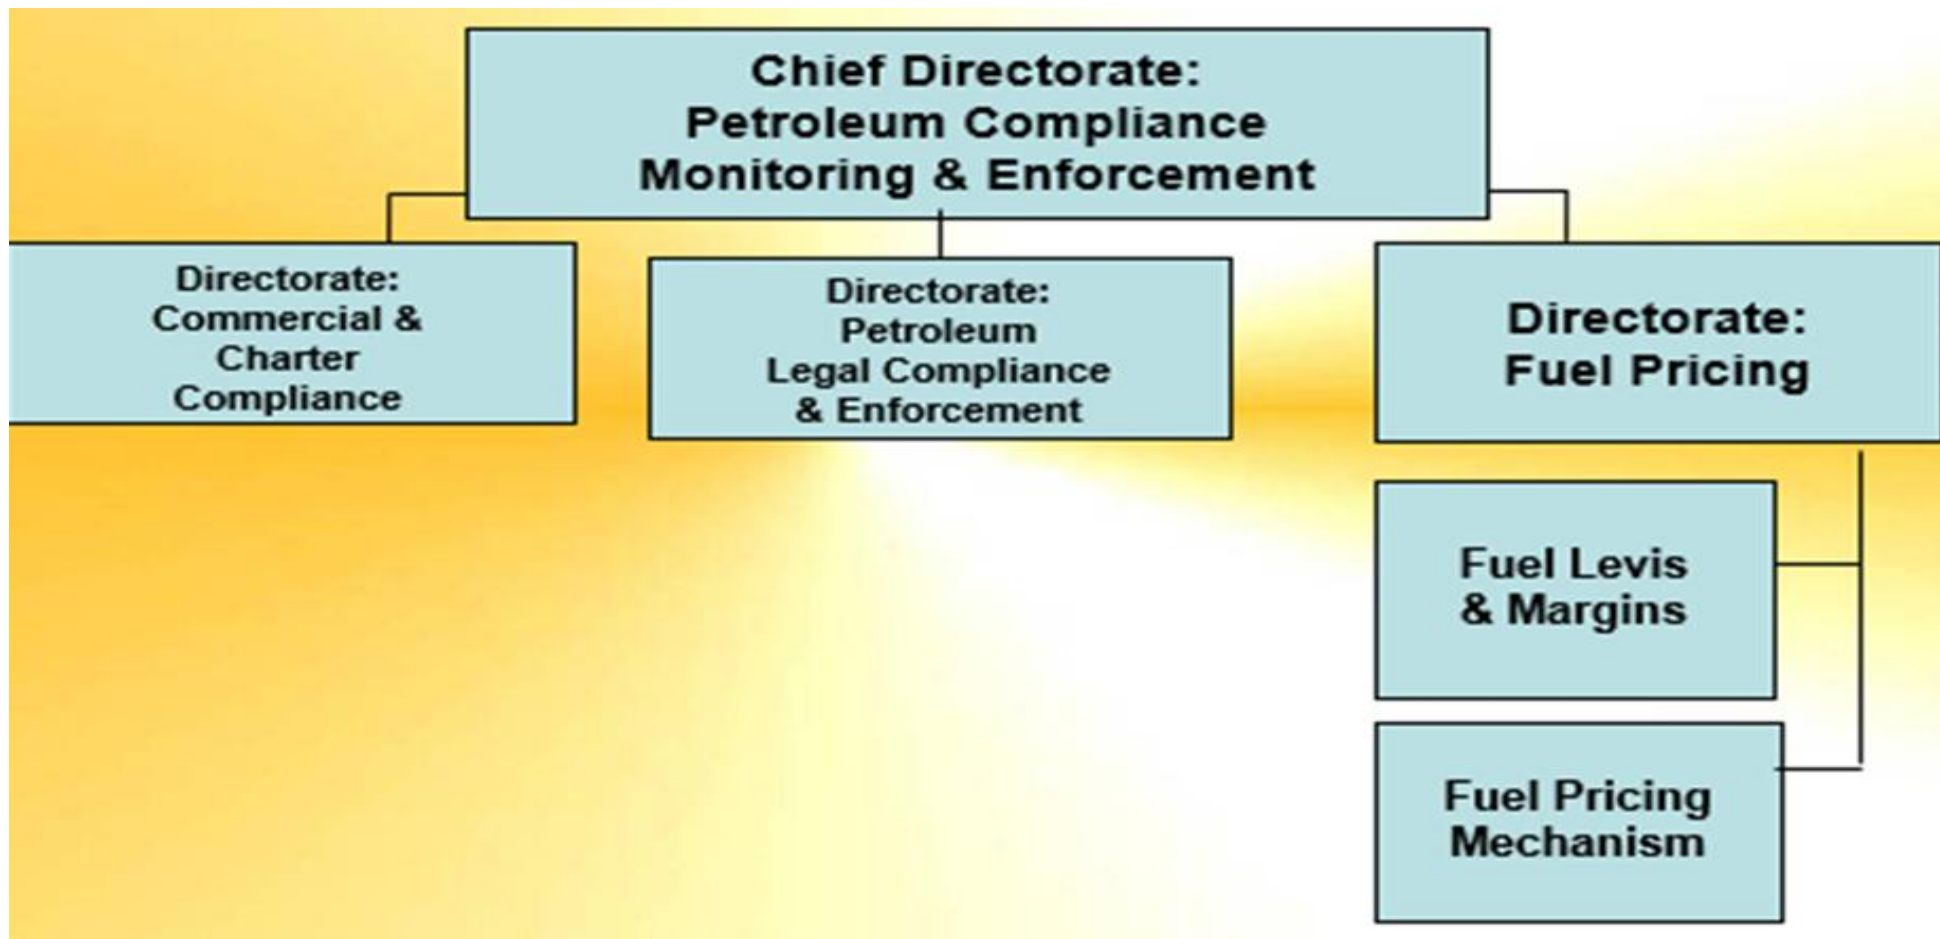 Chief Directorate:
Petroleum Compliance
Monitoring & Enforcement
Directorate:
Commercial &
Charter
Compliance
Directorate:
Petroleum
Legal Compliance
& Enforcement
Directorate:
Fuel Pricing
Fuel Levis
& Margins
Fuel Pricing
Mechanism